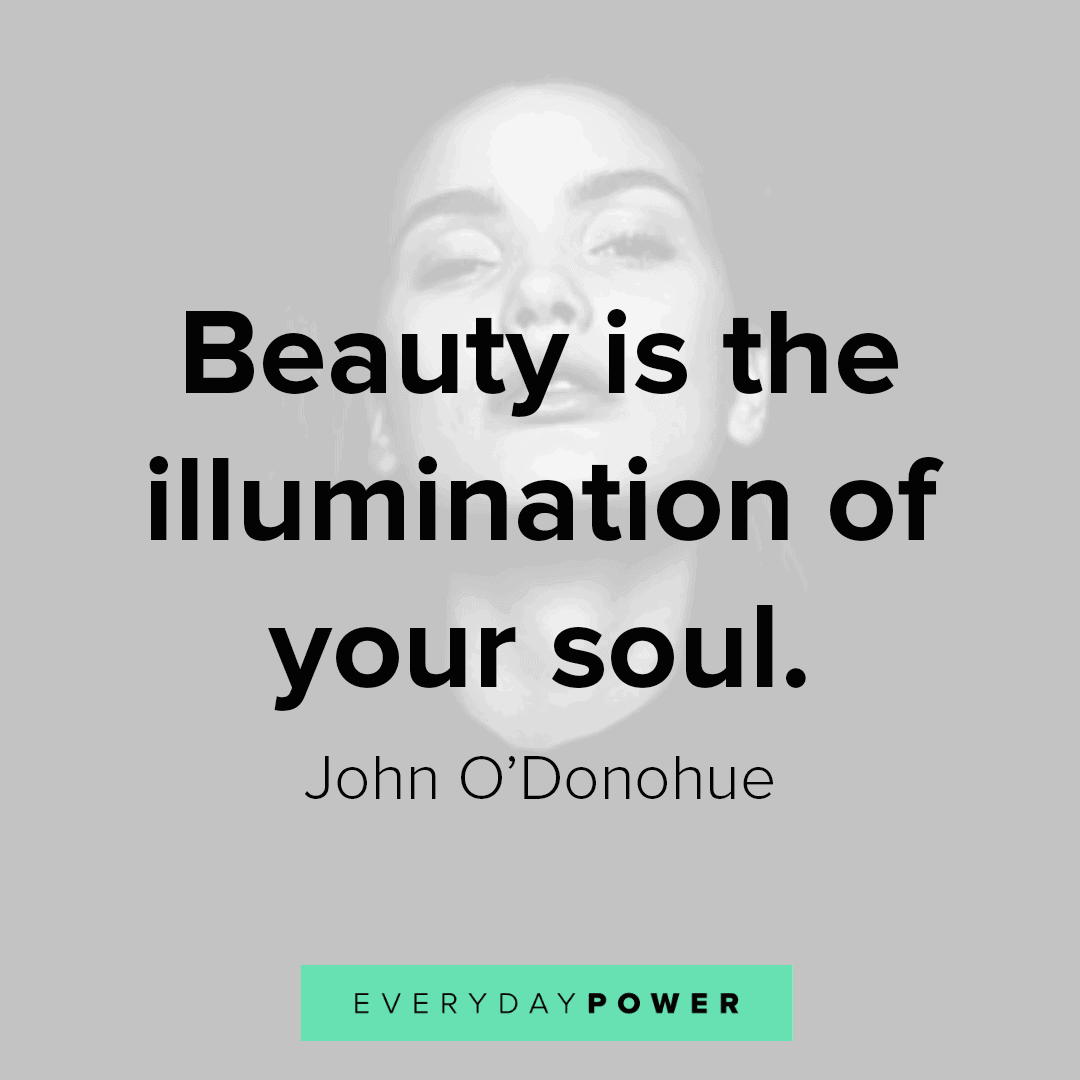 Beauty is the
illumination of
your soul.
John O’Donohue
EVERYDAYPOWER